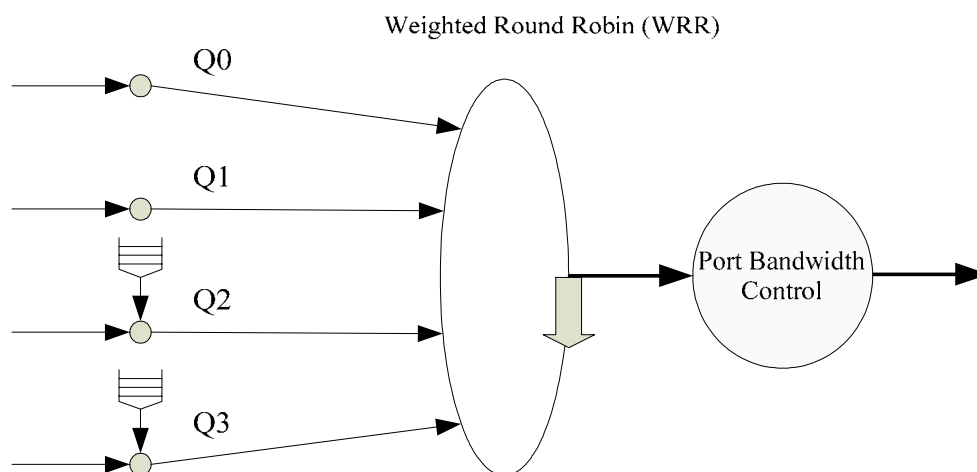 Weighted Round Robin (WRR)
Q0
Q1
Q2
Q3
Port Bandwidth
Control